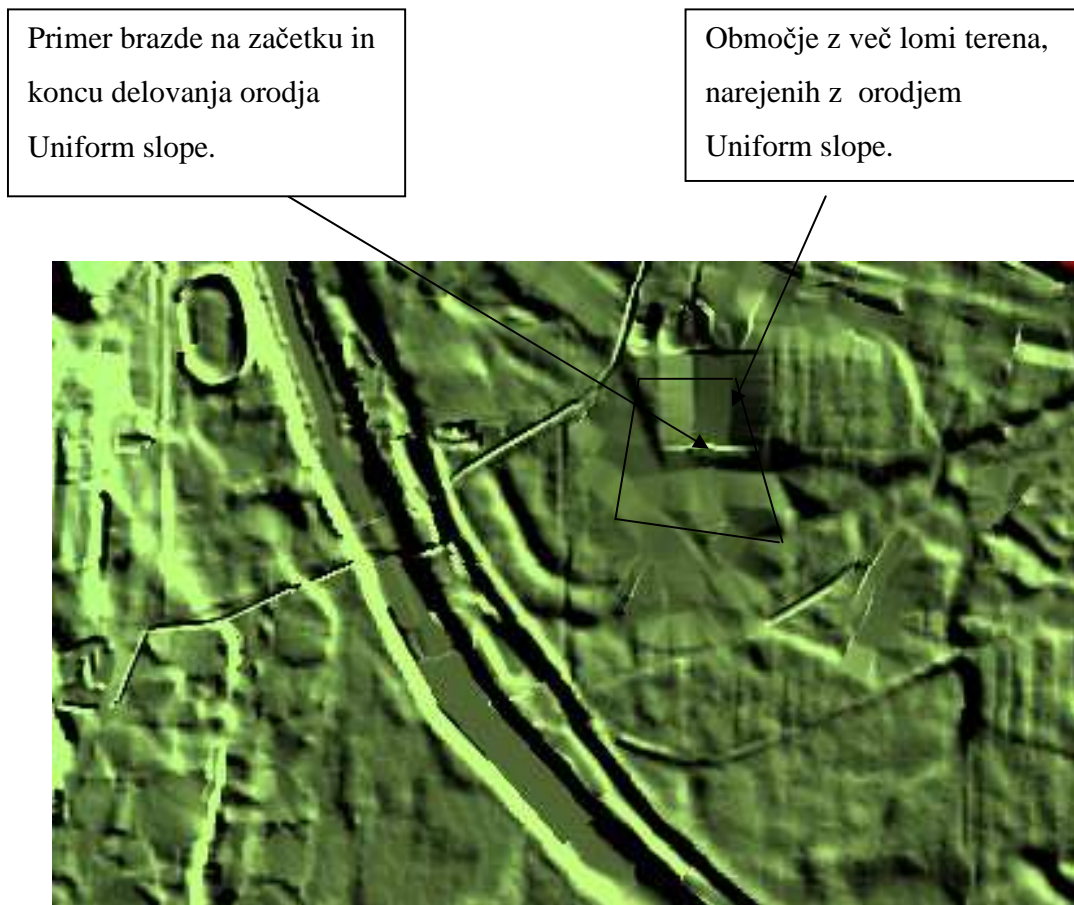 Primer brazde na začetku in
koncu delovanja orodja
Uniform slope.
Območje z več lomi terena,
narejenih z orodjem
Uniform slope.